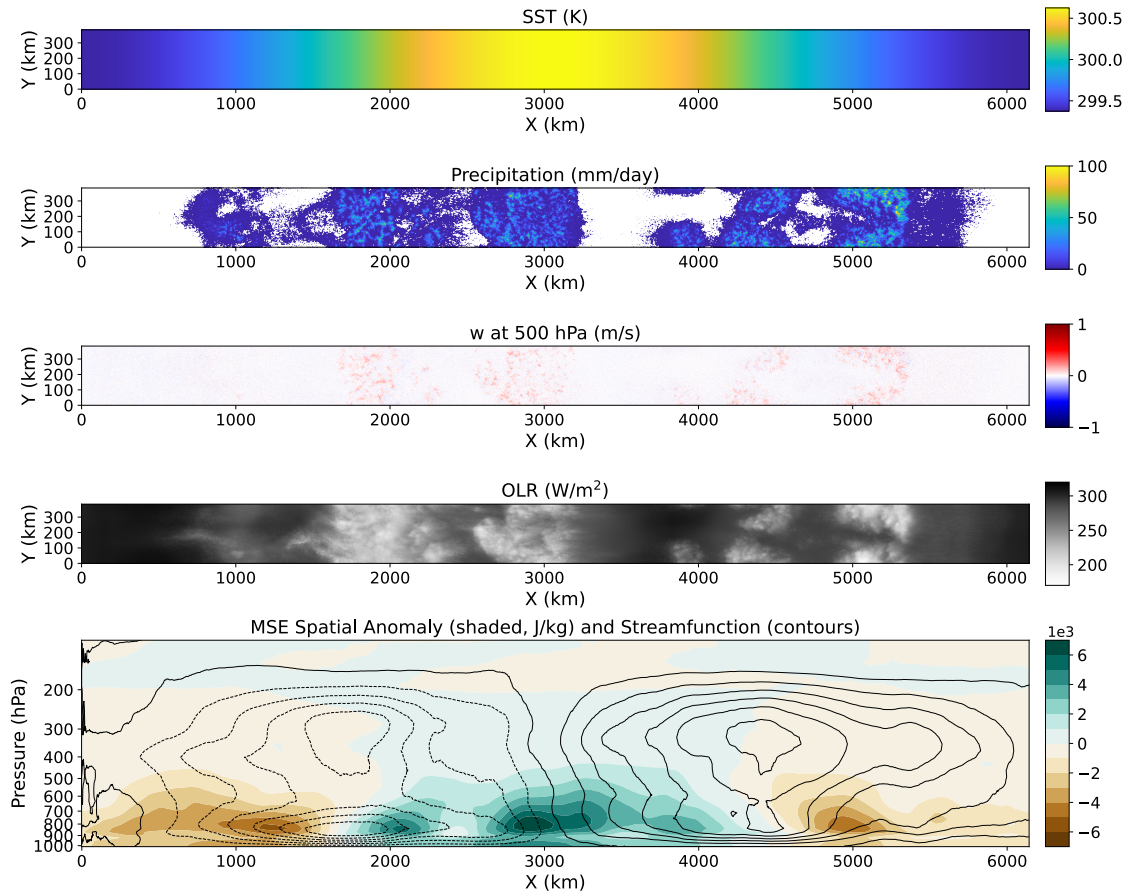 SST (K)
Y (km)
300
200
100
0
0 1000 2000 3000 4000 5000 6000
X (km)
300.5
300.0
299.5
Precipitation (mm/day)
Y (km)
300
200
100
0
0 1000 2000 3000 4000 5000 6000
X (km)
100
50
0
w at 500 hPa (m/s)
Y (km)
300
200
100
0
0 1000 2000 3000 4000 5000 6000
X (km)
1
0
−1
OLR (W/m²)
Y (km)
300
200
100
0
0 1000 2000 3000 4000 5000 6000
X (km)
300
250
200
MSE Spatial Anomaly (shaded, J/kg) and Streamfunction (contours)
1e3
Pressure (hPa)
200
300
400
500
600
700
800
900
1000
0 1000 2000 3000 4000 5000 6000
X (km)
6
4
2
0
−2
−4
−6